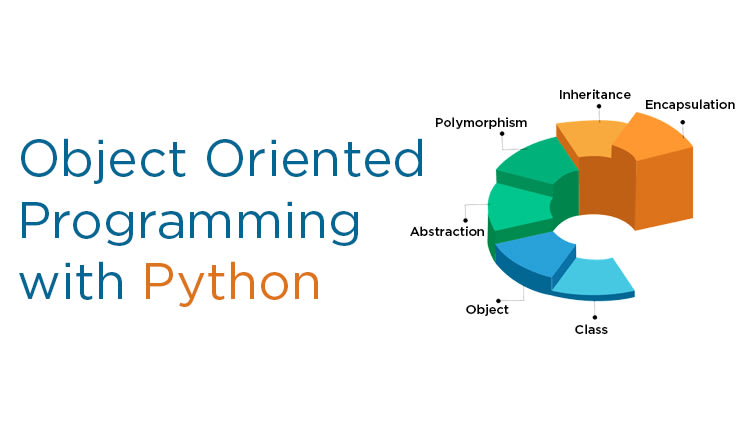 Object Oriented
Programming
with Python
Inheritance
Encapsulation
Polymorphism
Abstraction
Object
Class